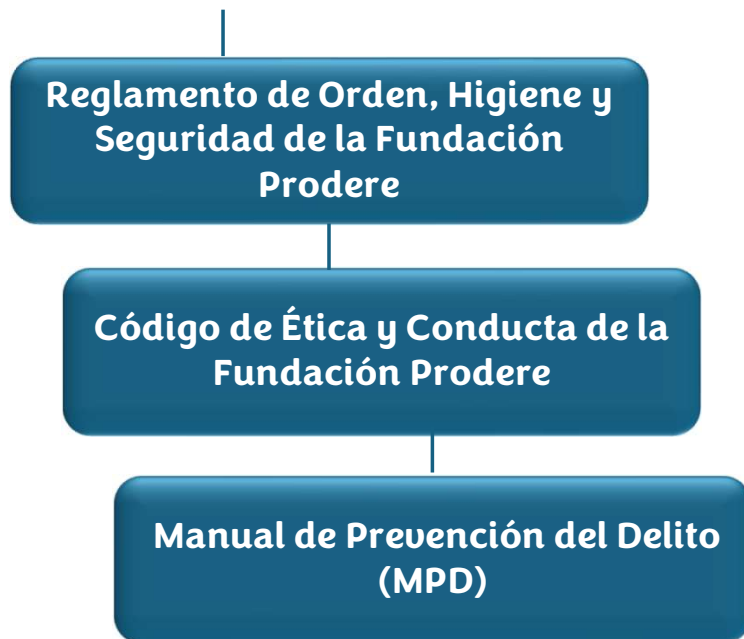 Reglamento de Orden, Higiene y
Seguridad de la Fundación
Prodere
Código de Ética y Conducta de la
Fundación Prodere
Manual de Prevención del Delito
(MPD)